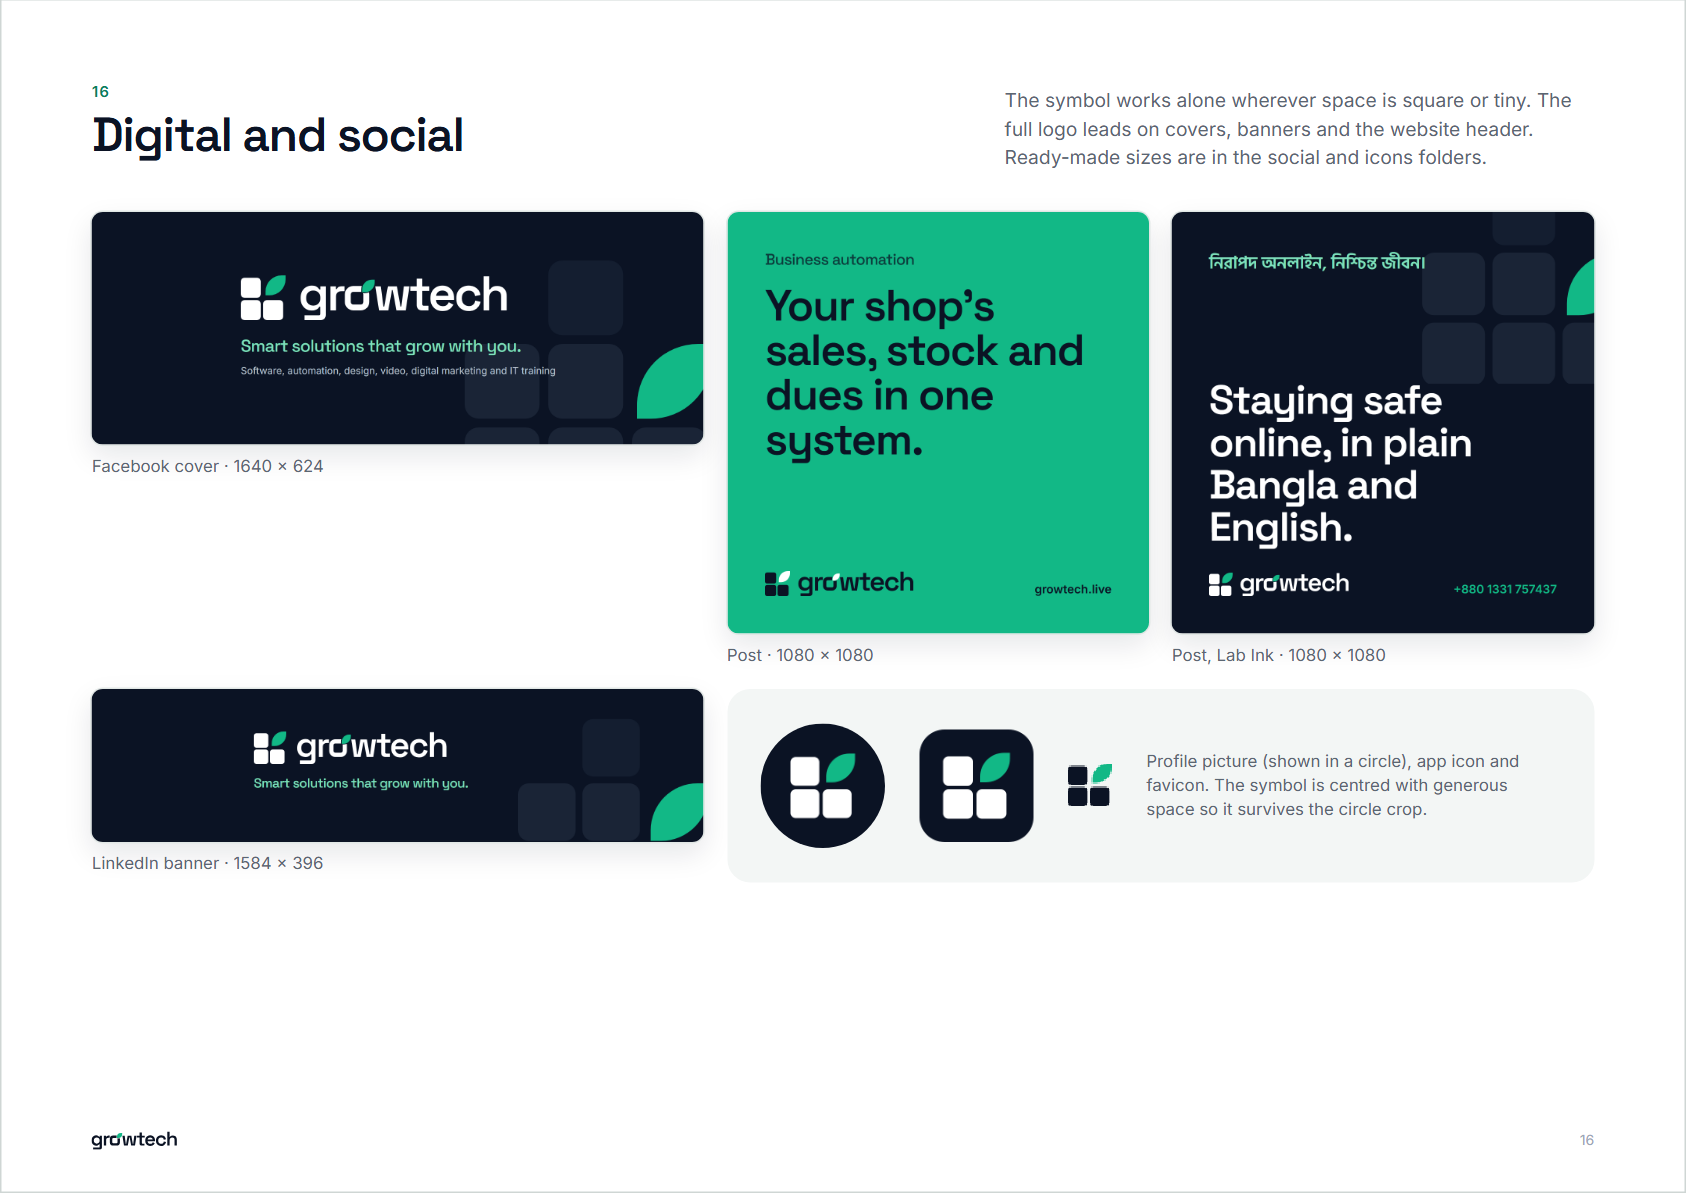 16
Digital and social
The symbol works alone wherever space is square or tiny. The
full logo leads on covers, banners and the website header.
Ready-made sizes are in the social and icons folders.
growtech
Smart solutions that grow with you.
Software, automation, design, video, digital marketing and IT training
Facebook cover · 1640 × 624
Business automation
Your shop’s
sales, stock and
dues in one
system.
growtech
growtech.live
Post · 1080 × 1080
নিরাপদ অনলাইন, নিশ্চিন্ত জীবন।
Staying safe
online, in plain
Bangla and
English.
growtech
+880 1331 757437
Post, Lab Ink · 1080 × 1080
growtech
Smart solutions that grow with you.
LinkedIn banner · 1584 × 396
Profile picture (shown in a circle), app icon and
favicon. The symbol is centred with generous
space so it survives the circle crop.
growtech
16